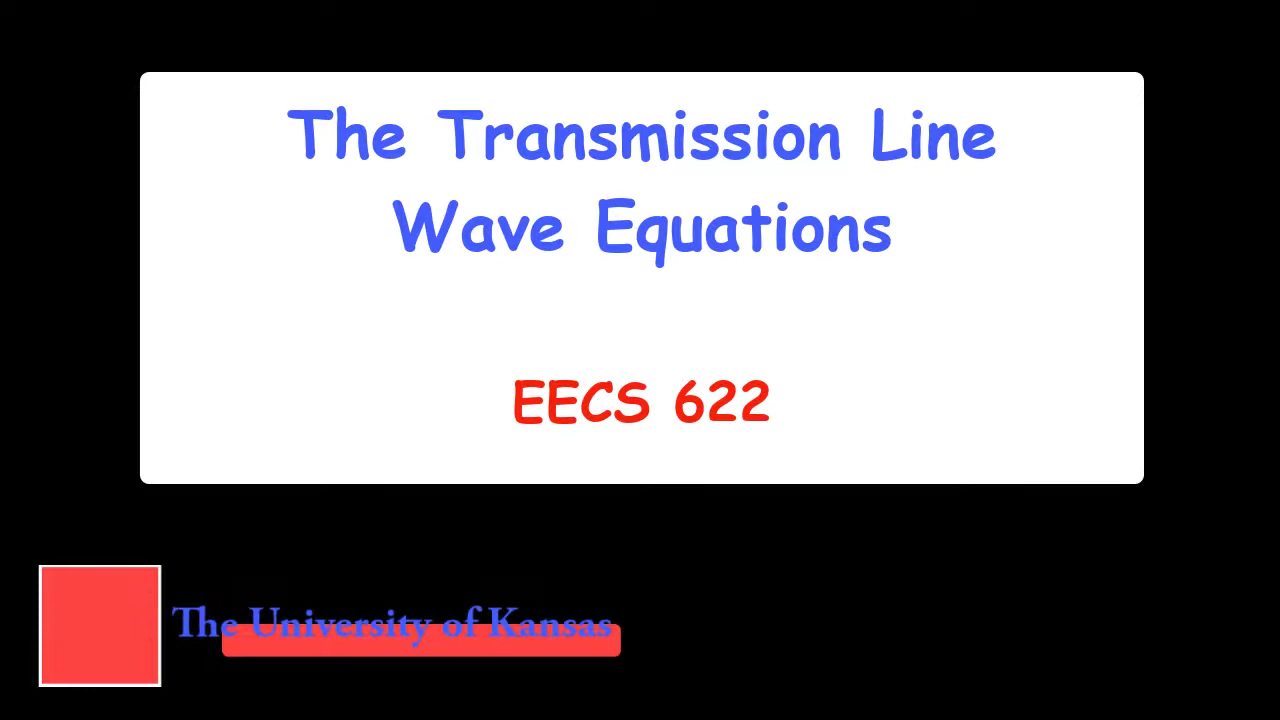 The Transmission Line
Wave Equations
EECS 622
The University of Kansas